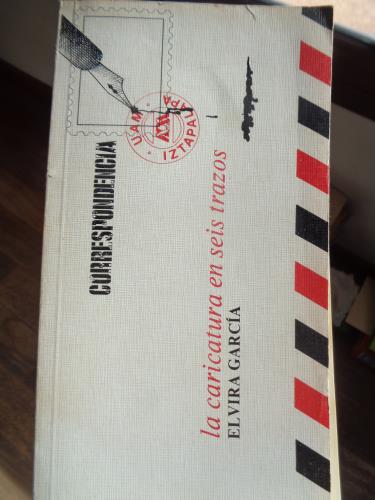 CORRESPONDENCIA
UAM
IZTAPALAPA
la caricatura en seis trazos
ELVIRA GARCÍA